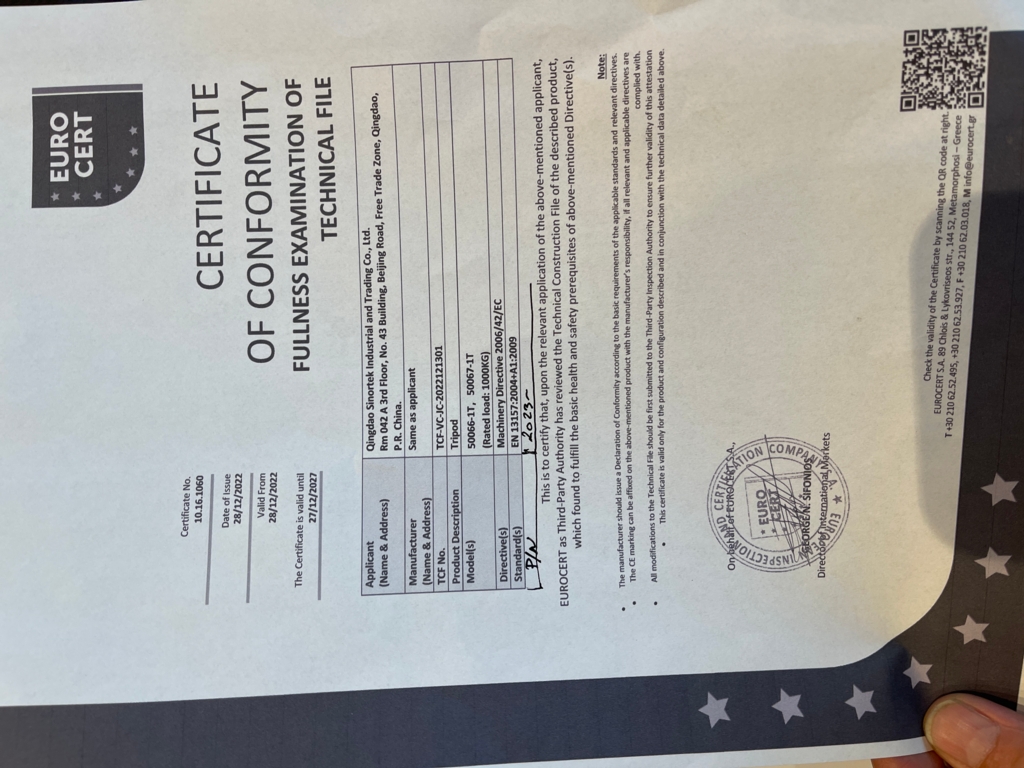 EURO
CERT
CERTIFICATE
OF CONFORMITY
FULLNESS EXAMINATION OF
TECHNICAL FILE
Certificate No.
10.16.1060
Date of Issue
28/12/2022
Valid From
28/12/2022
The Certificate is valid until
27/12/2027
Applicant
(Name & Address)
Qingdao Sinortek Industrial and Trading Co., Ltd.
Rm 042 A 3rd Floor, No. 43 Building, Beijing Road, Free Trade Zone, Qingdao,
P.R. China.
Manufacturer
(Name & Address)
Same as applicant
TCF No.
TCF-VC-JC-2022121301
Product Description
Tripod
Model(s)
50066-1T, 50067-1T
(Rated load: 1000KG)
Directive(s)
Machinery Directive 2006/42/EC
Standard(s)
EN 13157:2004+A1:2009
P/N
2023-
This is to certify that, upon the relevant application of the above-mentioned applicant,
EUROCERT as Third-Party Authority has reviewed the Technical Construction File of the described product,
which found to fulfill the basic health and safety prerequisites of above-mentioned Directive(s).
Note:
• The manufacturer should issue a Declaration of Conformity according to the basic requirements of the applicable standards and relevant directives.
• The CE marking can be affixed on the above-mentioned product with the manufacturer's responsibility, if all relevant and applicable directives are
complied with.
• All modifications to the Technical File should be first submitted to the Third-Party Inspection Authority to ensure further validity of this attestation
• This certificate is valid only for the product and configuration described and in conjunction with the technical data detailed above.
On behalf of EUROCERT S.A.,
INSPECTION AND CERTIFICATION COMPANY
EURO
CERT
GEORGE N. SIFONIOS
Director of International Markets
Check the validity of the Certificate by scanning the QR code at right.
EUROCERT S.A. 89 Chlois & Lykovriseos str., 144 52, Metamorphosi – Greece
T +30 210 62.52.495, +30 210 62.53.927, F +30 210 62.03.018, M info@eurocert.gr